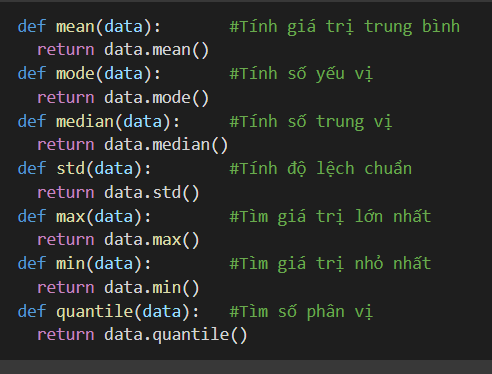 def mean(data):       #Tính giá trị trung bình
  return data.mean()
def mode(data):       #Tính số yếu vị
  return data.mode()
def median(data):     #Tính số trung vị
  return data.median()
def std(data):        #Tính độ lệch chuẩn
  return data.std()
def max(data):        #Tìm giá trị lớn nhất
  return data.max()
def min(data):        #Tìm giá trị nhỏ nhất
  return data.min()
def quantile(data):   #Tìm số phân vị
  return data.quantile()